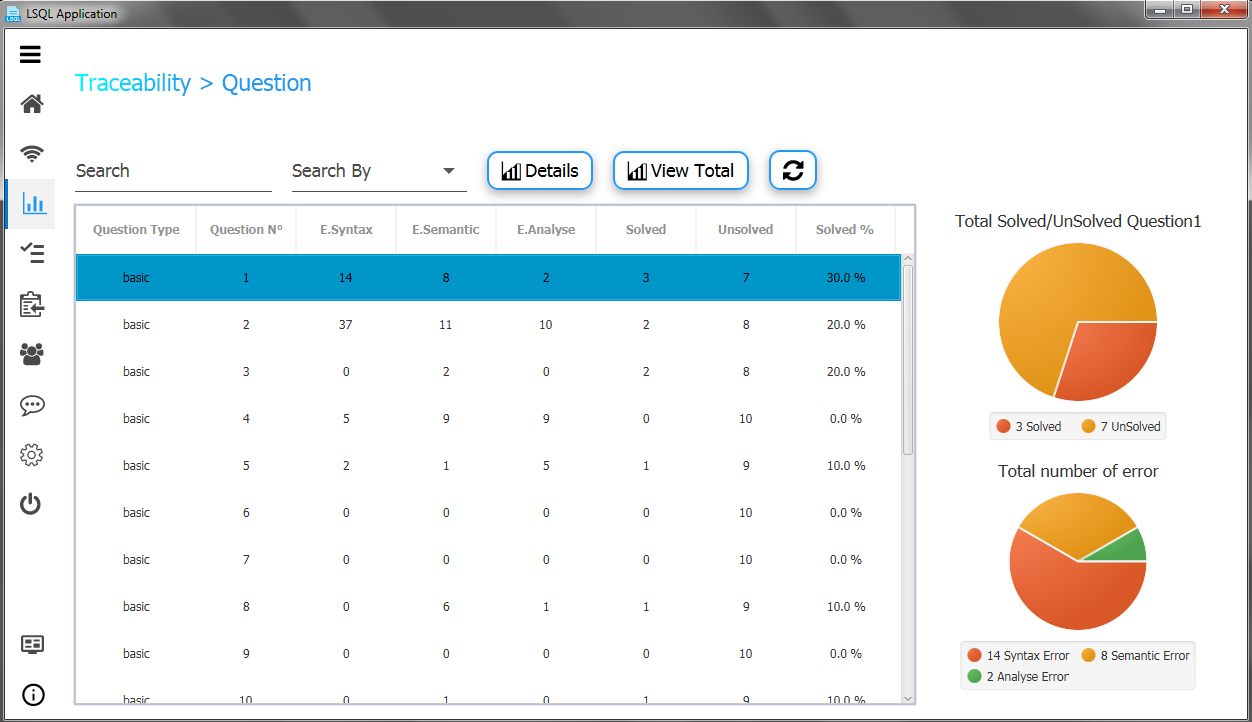 LSQL Application
Traceability > Question
Search
Search By
Details
View Total
Question Type Question N° E.Syntax E.Semantic E.Analyse Solved Unsolved Solved %
basic 1 14 8 2 3 7 30.0 %
basic 2 37 11 10 2 8 20.0 %
basic 3 0 2 0 2 8 20.0 %
basic 4 5 9 9 0 10 0.0 %
basic 5 2 1 5 1 9 10.0 %
basic 6 0 0 0 0 10 0.0 %
basic 7 0 0 0 0 10 0.0 %
basic 8 0 6 1 1 9 10.0 %
basic 9 0 0 0 0 10 0.0 %
basic 10 0 1 0 1 9 10.0 %
Total Solved/UnSolved Question1
3 Solved 7 UnSolved
Total number of error
14 Syntax Error 8 Semantic Error
2 Analyse Error